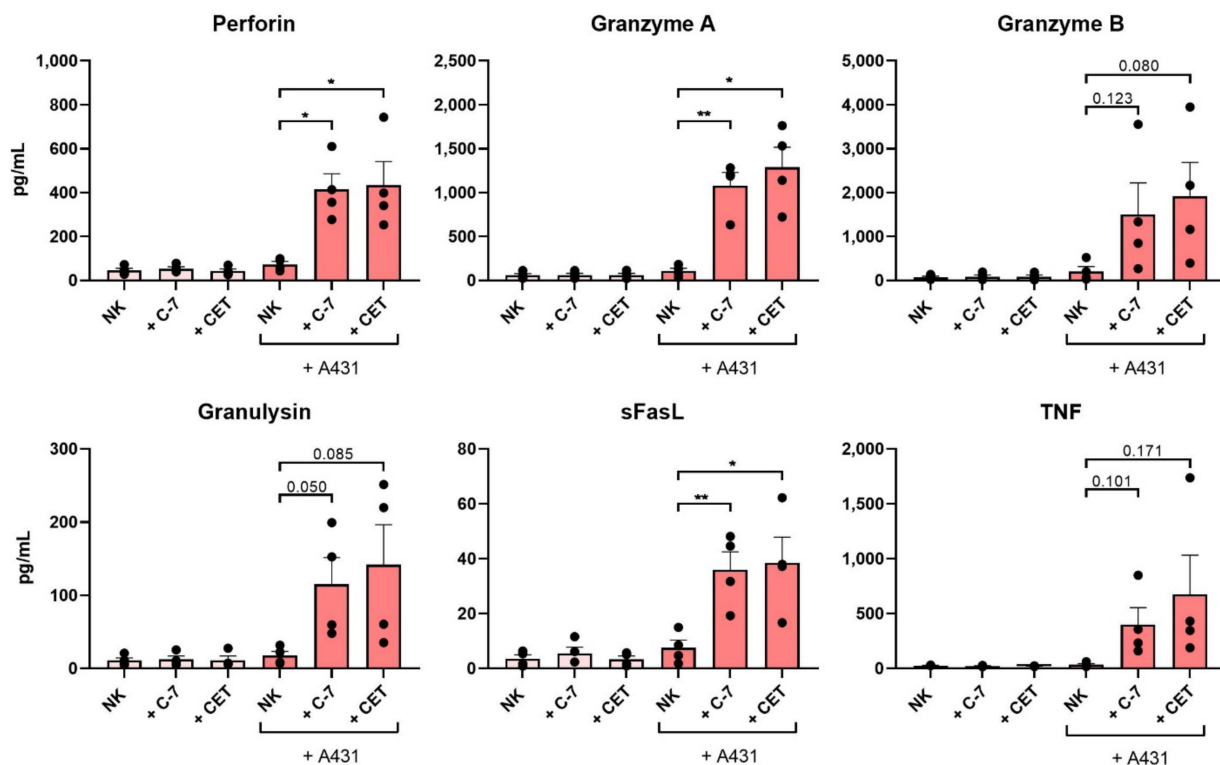 Perforin
1,000
800
600
400
200
0
pg/mL
*
*
NK
+ C-7
+ CET
NK
+ C-7
+ CET
+ A431
Granzyme A
2,500
2,000
1,500
1,000
500
0
*
**
NK
+ C-7
+ CET
NK
+ C-7
+ CET
+ A431
Granzyme B
5,000
4,000
3,000
2,000
1,000
0
0.080
0.123
NK
+ C-7
+ CET
NK
+ C-7
+ CET
+ A431
Granulysin
300
200
100
0
pg/mL
0.085
0.050
NK
+ C-7
+ CET
NK
+ C-7
+ CET
+ A431
sFasL
80
60
40
20
0
*
**
NK
+ C-7
+ CET
NK
+ C-7
+ CET
+ A431
TNF
2,000
1,500
1,000
500
0
0.171
0.101
NK
+ C-7
+ CET
NK
+ C-7
+ CET
+ A431